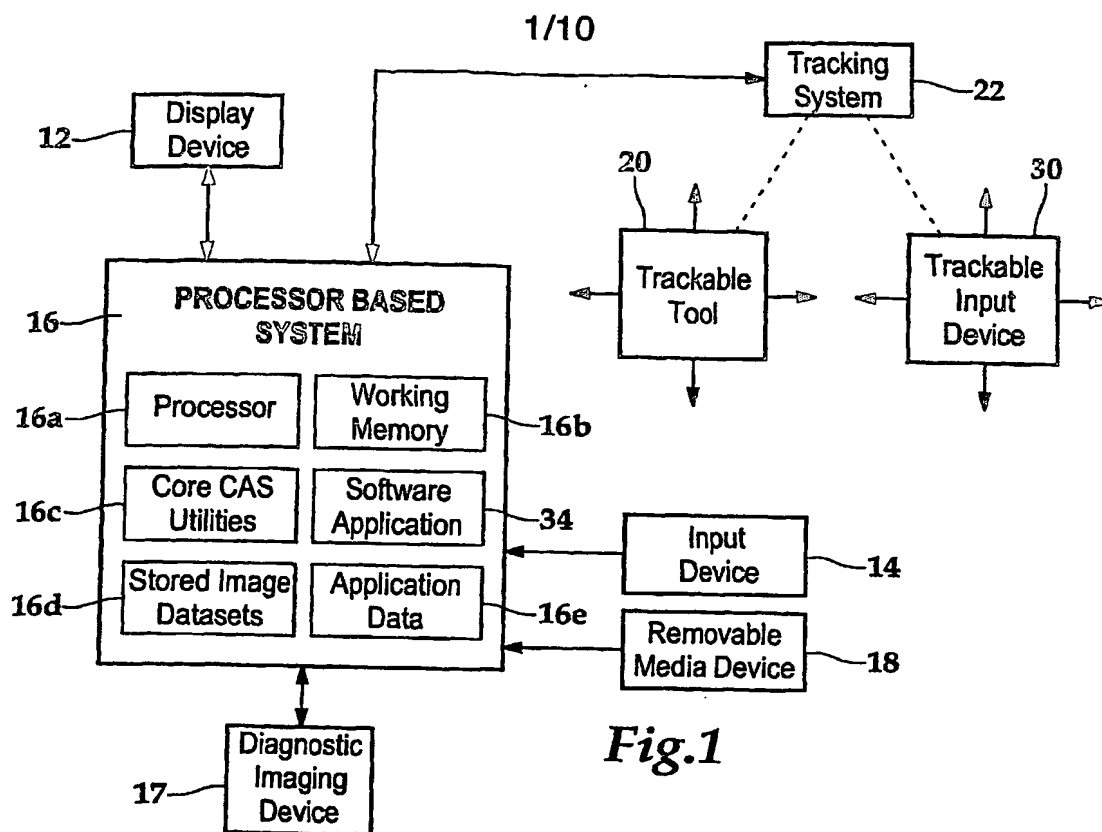 1/10
Tracking
System
22
Display
Device
12
20
30
Trackable
Tool
Trackable
Input
Device
PROCESSOR BASED
SYSTEM
16
Processor
16a
Working
Memory
16b
Core CAS
Utilities
16c
Software
Application
34
Stored Image
Datasets
16d
Application
Data
16e
Input
Device
14
Removable
Media Device
18
Diagnostic
Imaging
Device
17
Fig.1